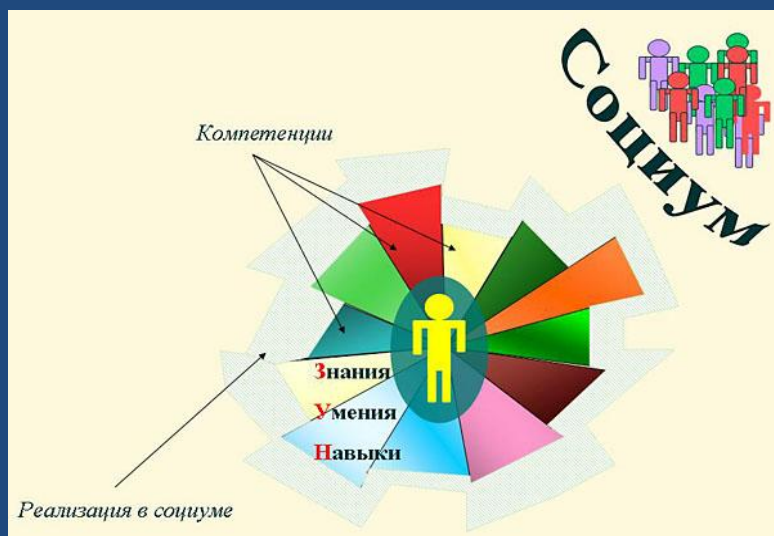 Социум
Компетенции
Знания
Умения
Навыки
Реализация в социуме